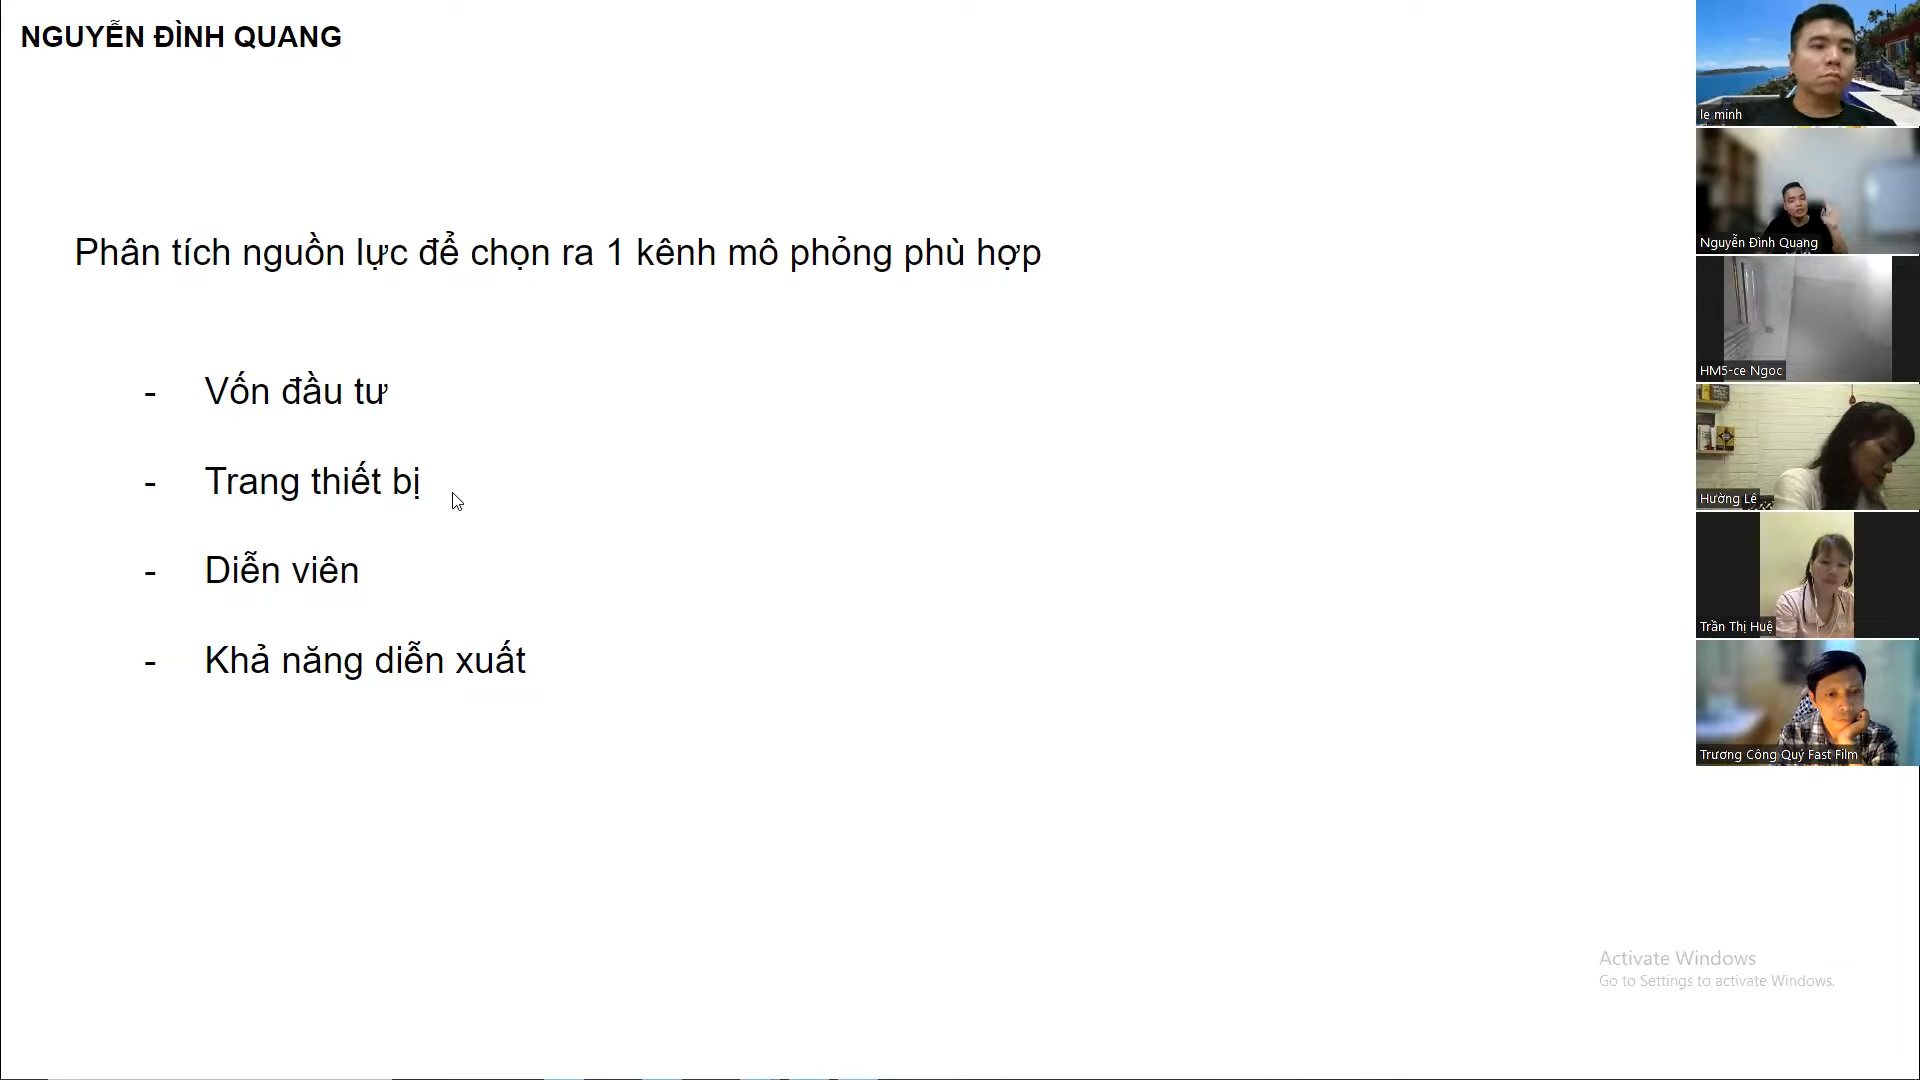 NGUYỄN ĐÌNH QUANG
Phân tích nguồn lực để chọn ra 1 kênh mô phỏng phù hợp
- Vốn đầu tư
- Trang thiết bị
- Diễn viên
- Khả năng diễn xuất
le minh
Nguyễn Đình Quang
HM5-ce Ngoc
Hường Lê
Trần Thị Huệ
Trương Công Quý Fast Film
Activate Windows
Go to Settings to activate Windows.